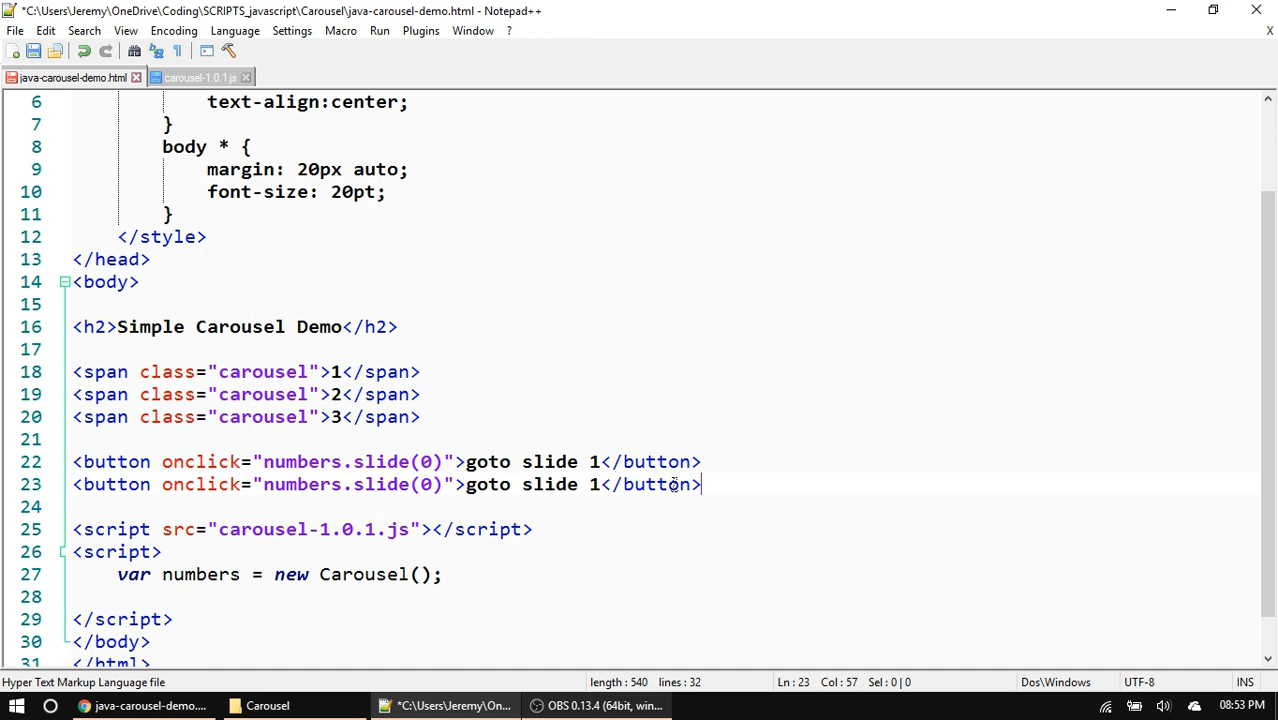 *C:\Users\Jeremy\OneDrive\Coding\SCRIPTS_javascript\Carousel\java-carousel-demo.html - Notepad++
File Edit Search View Encoding Language Settings Macro Run Plugins Window ? X
java-carousel-demo.html carousel-1.0.1.js
6 text-align:center;
7 }
8 body * {
9 margin: 20px auto;
10 font-size: 20pt;
11 }
12 </style>
13 </head>
14 <body>
15
16 <h2>Simple Carousel Demo</h2>
17
18 <span class="carousel">1</span>
19 <span class="carousel">2</span>
20 <span class="carousel">3</span>
21
22 <button onclick="numbers.slide(0)">goto slide 1</button>
23 <button onclick="numbers.slide(0)">goto slide 1</button>
24
25 <script src="carousel-1.0.1.js"></script>
26 <script>
27 var numbers = new Carousel();
28
29 </script>
30 </body>
31 </html>
Hyper Text Markup Language file length : 540 lines : 32 Ln : 23 Col : 57 Sel : 0 | 0 Dos\Windows UTF-8 INS
java-carousel-demo.... Carousel *C:\Users\Jeremy\On... OBS 0.13.4 (64bit, win... 08:53 PM